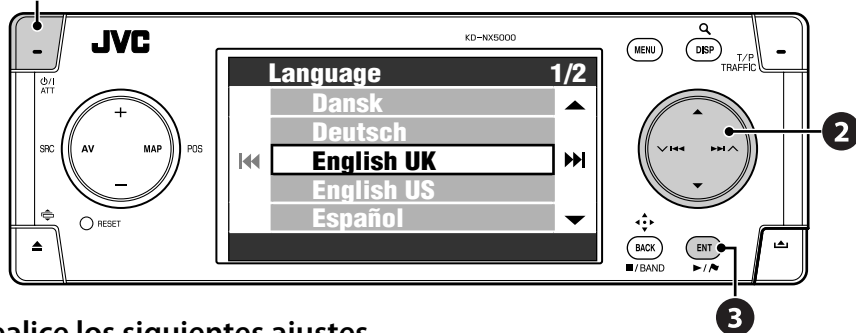 JVC
KD-NX5000
MENU
DISP
T/P
TRAFFIC
/I
ATT
+
SRC
AV
MAP
POS
–
RESET
Language 1/2
Dansk
Deutsch
English UK
English US
Español
2
BACK
ENT
/ BAND
3
alice los siguientes ajustes